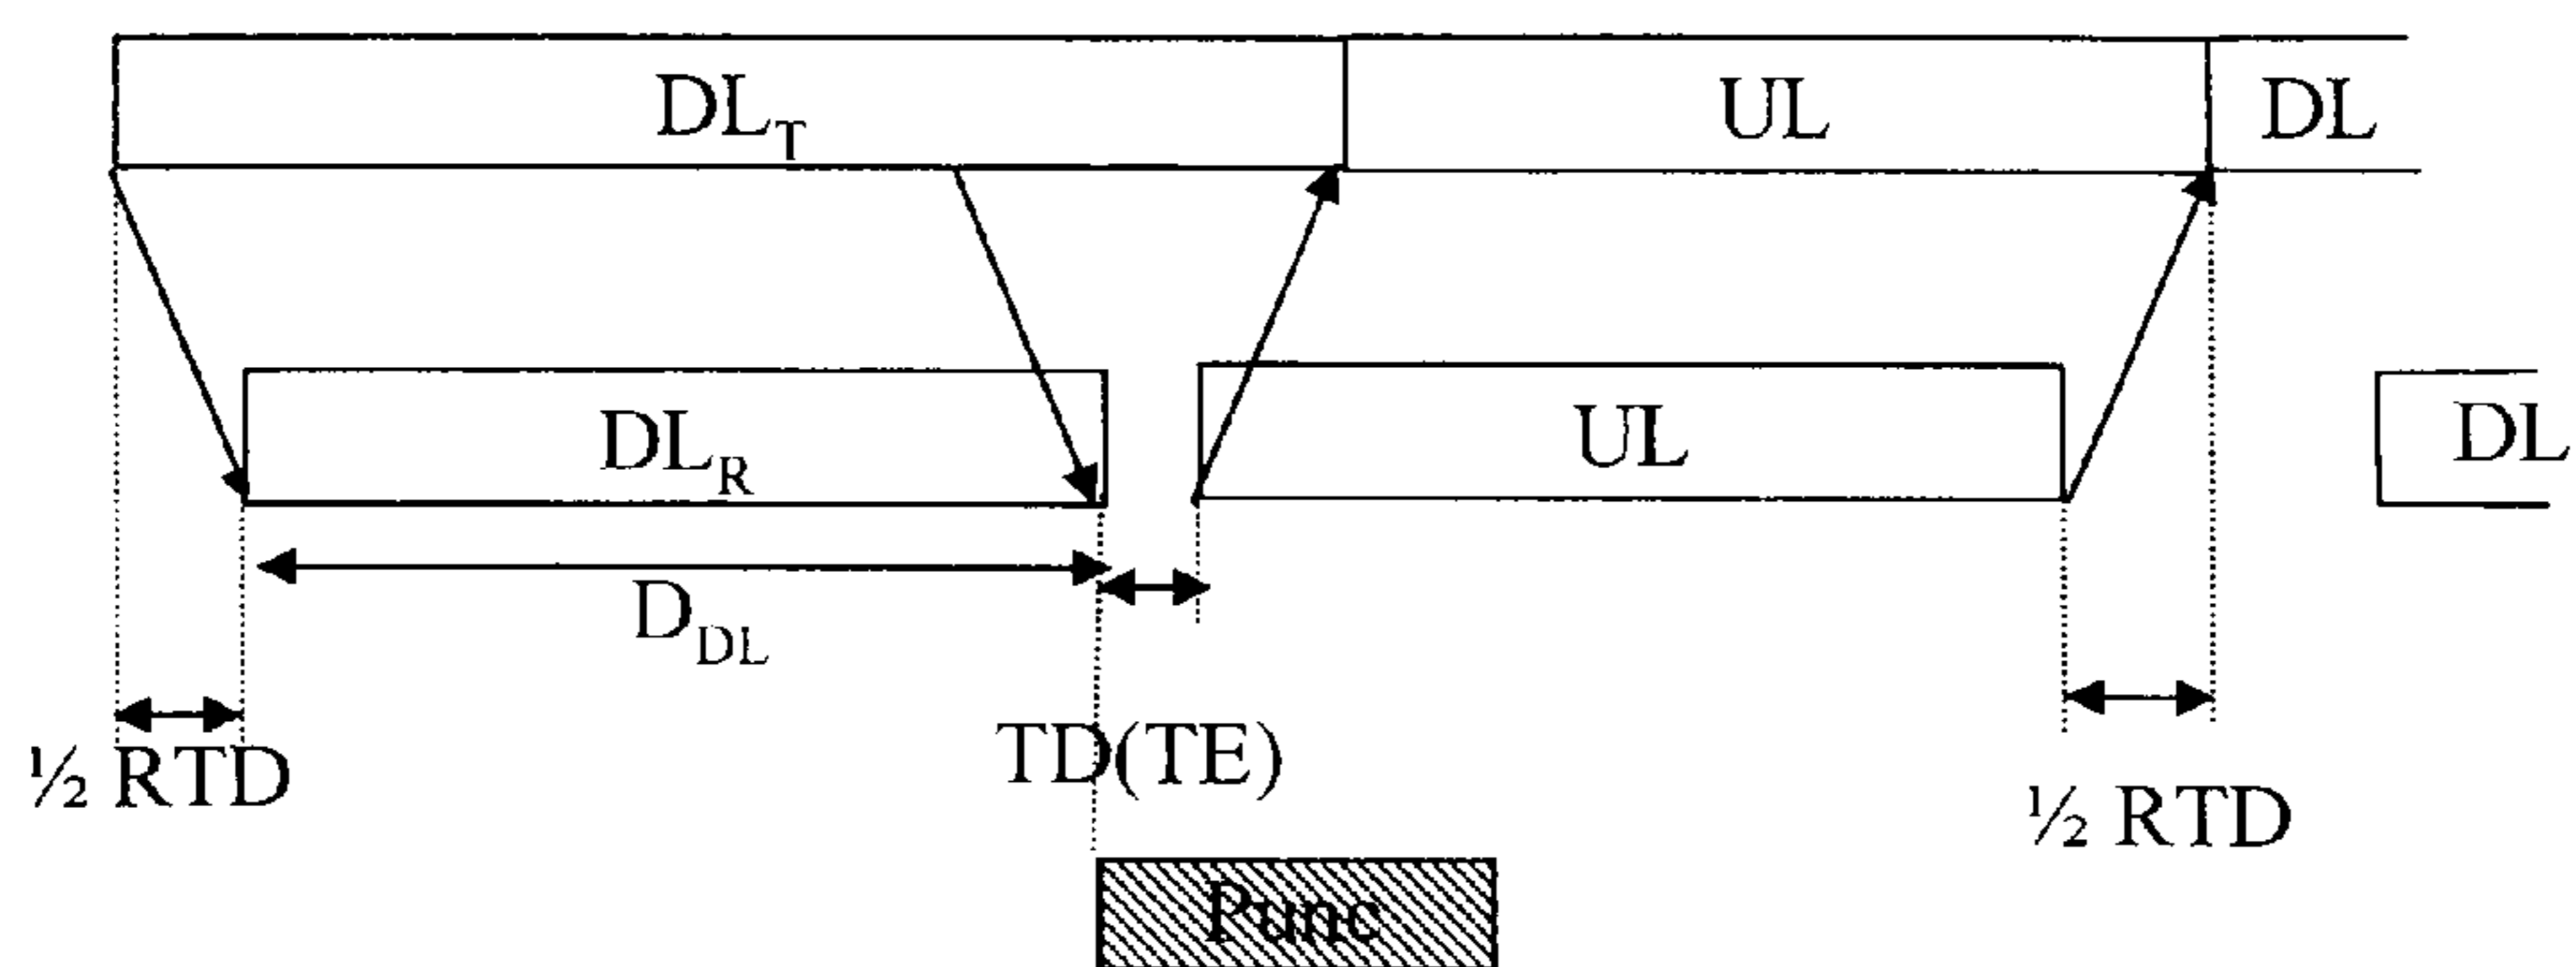 DL_T UL DL
DL_R UL DL
D_DL
TD(TE)
½ RTD
½ RTD
Punc